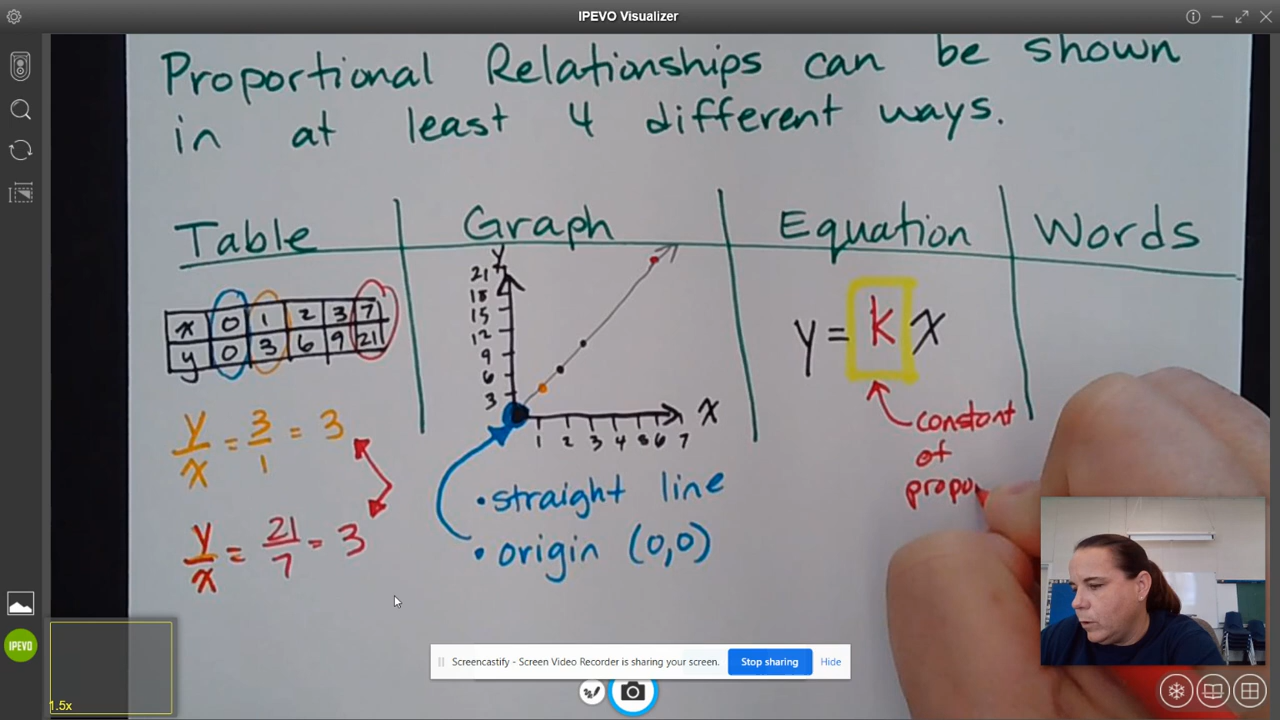 IPEVO Visualizer
Proportional Relationships can be shown
in at least 4 different ways.
Table Graph Equation Words
x 0 1 2 3 7
y 0 3 6 9 21
y/x = 3/1 = 3
y/x = 21/7 = 3
y
21
18
15
12
9
6
3
1 2 3 4 5 6 7 x
• straight line
• origin (0,0)
y = k x
constant
of
propo
Screencastify - Screen Video Recorder is sharing your screen. Stop sharing Hide
IPEVO
1.5x